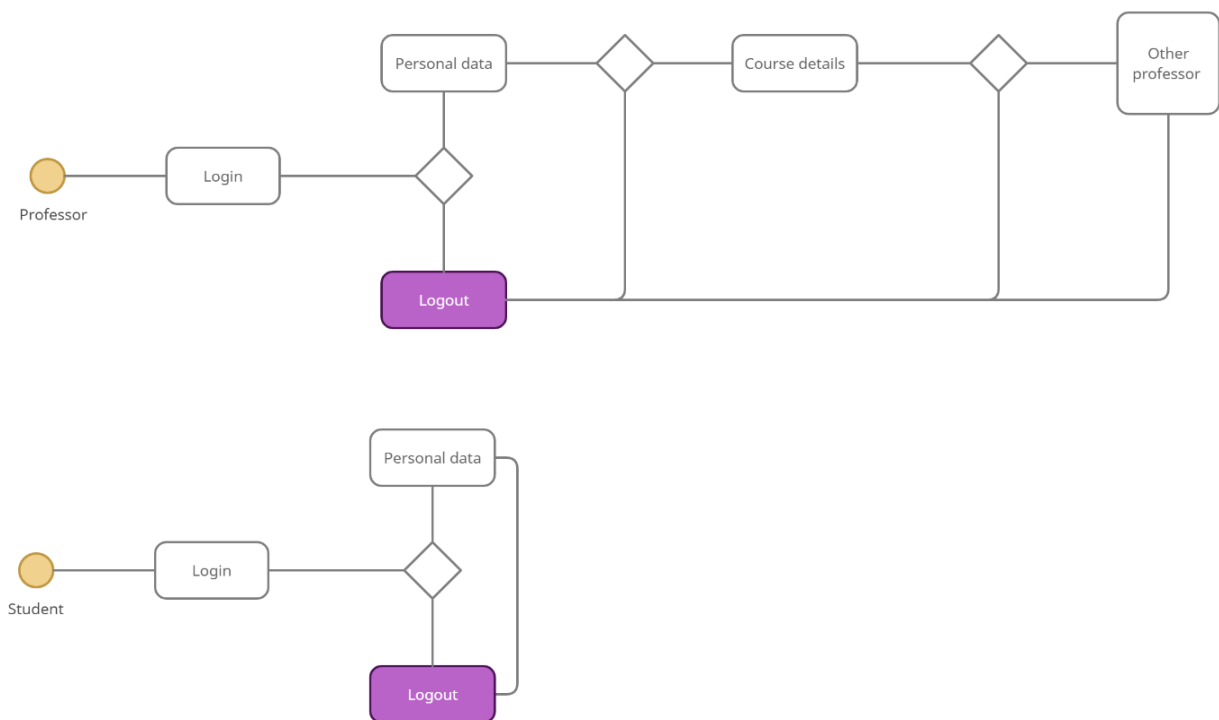 Personal data
Course details
Other
professor
Login
Professor
Logout
Personal data
Login
Student
Logout